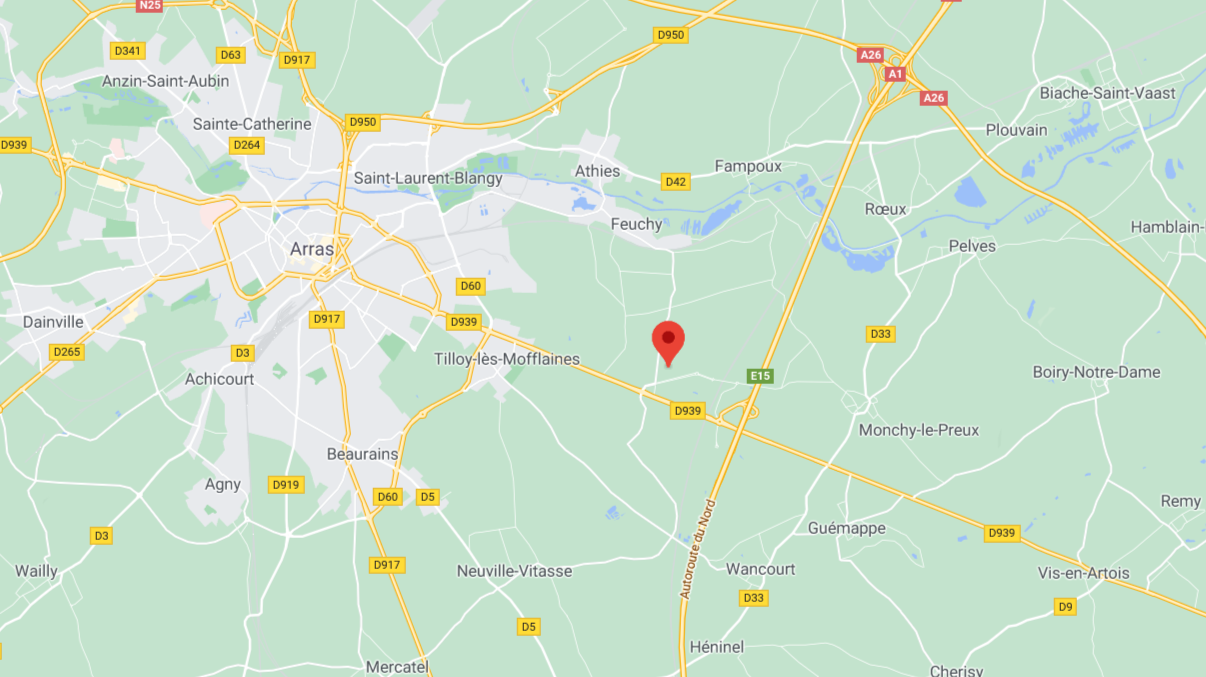 N25
D950
D341
D63
D917
A26
A1
Anzin-Saint-Aubin
A26
Biache-Saint-Vaast
Sainte-Catherine
D950
Plouvain
D939
D264
Athies
Fampoux
Saint-Laurent-Blangy
D42
Rœux
Feuchy
Hamblain-
Arras
Pelves
D60
Dainville
D917
D939
D33
D265
D3
Tilloy-lès-Mofflaines
Achicourt
E15
Boiry-Notre-Dame
D939
Monchy-le-Preux
Beaurains
Agny
D919
D60
D5
Remy
Autoroute du Nord
Guémappe
D3
D939
D917
Wailly
Neuville-Vitasse
Wancourt
Vis-en-Artois
D33
D9
D5
Héninel
Mercatel
Cherisy